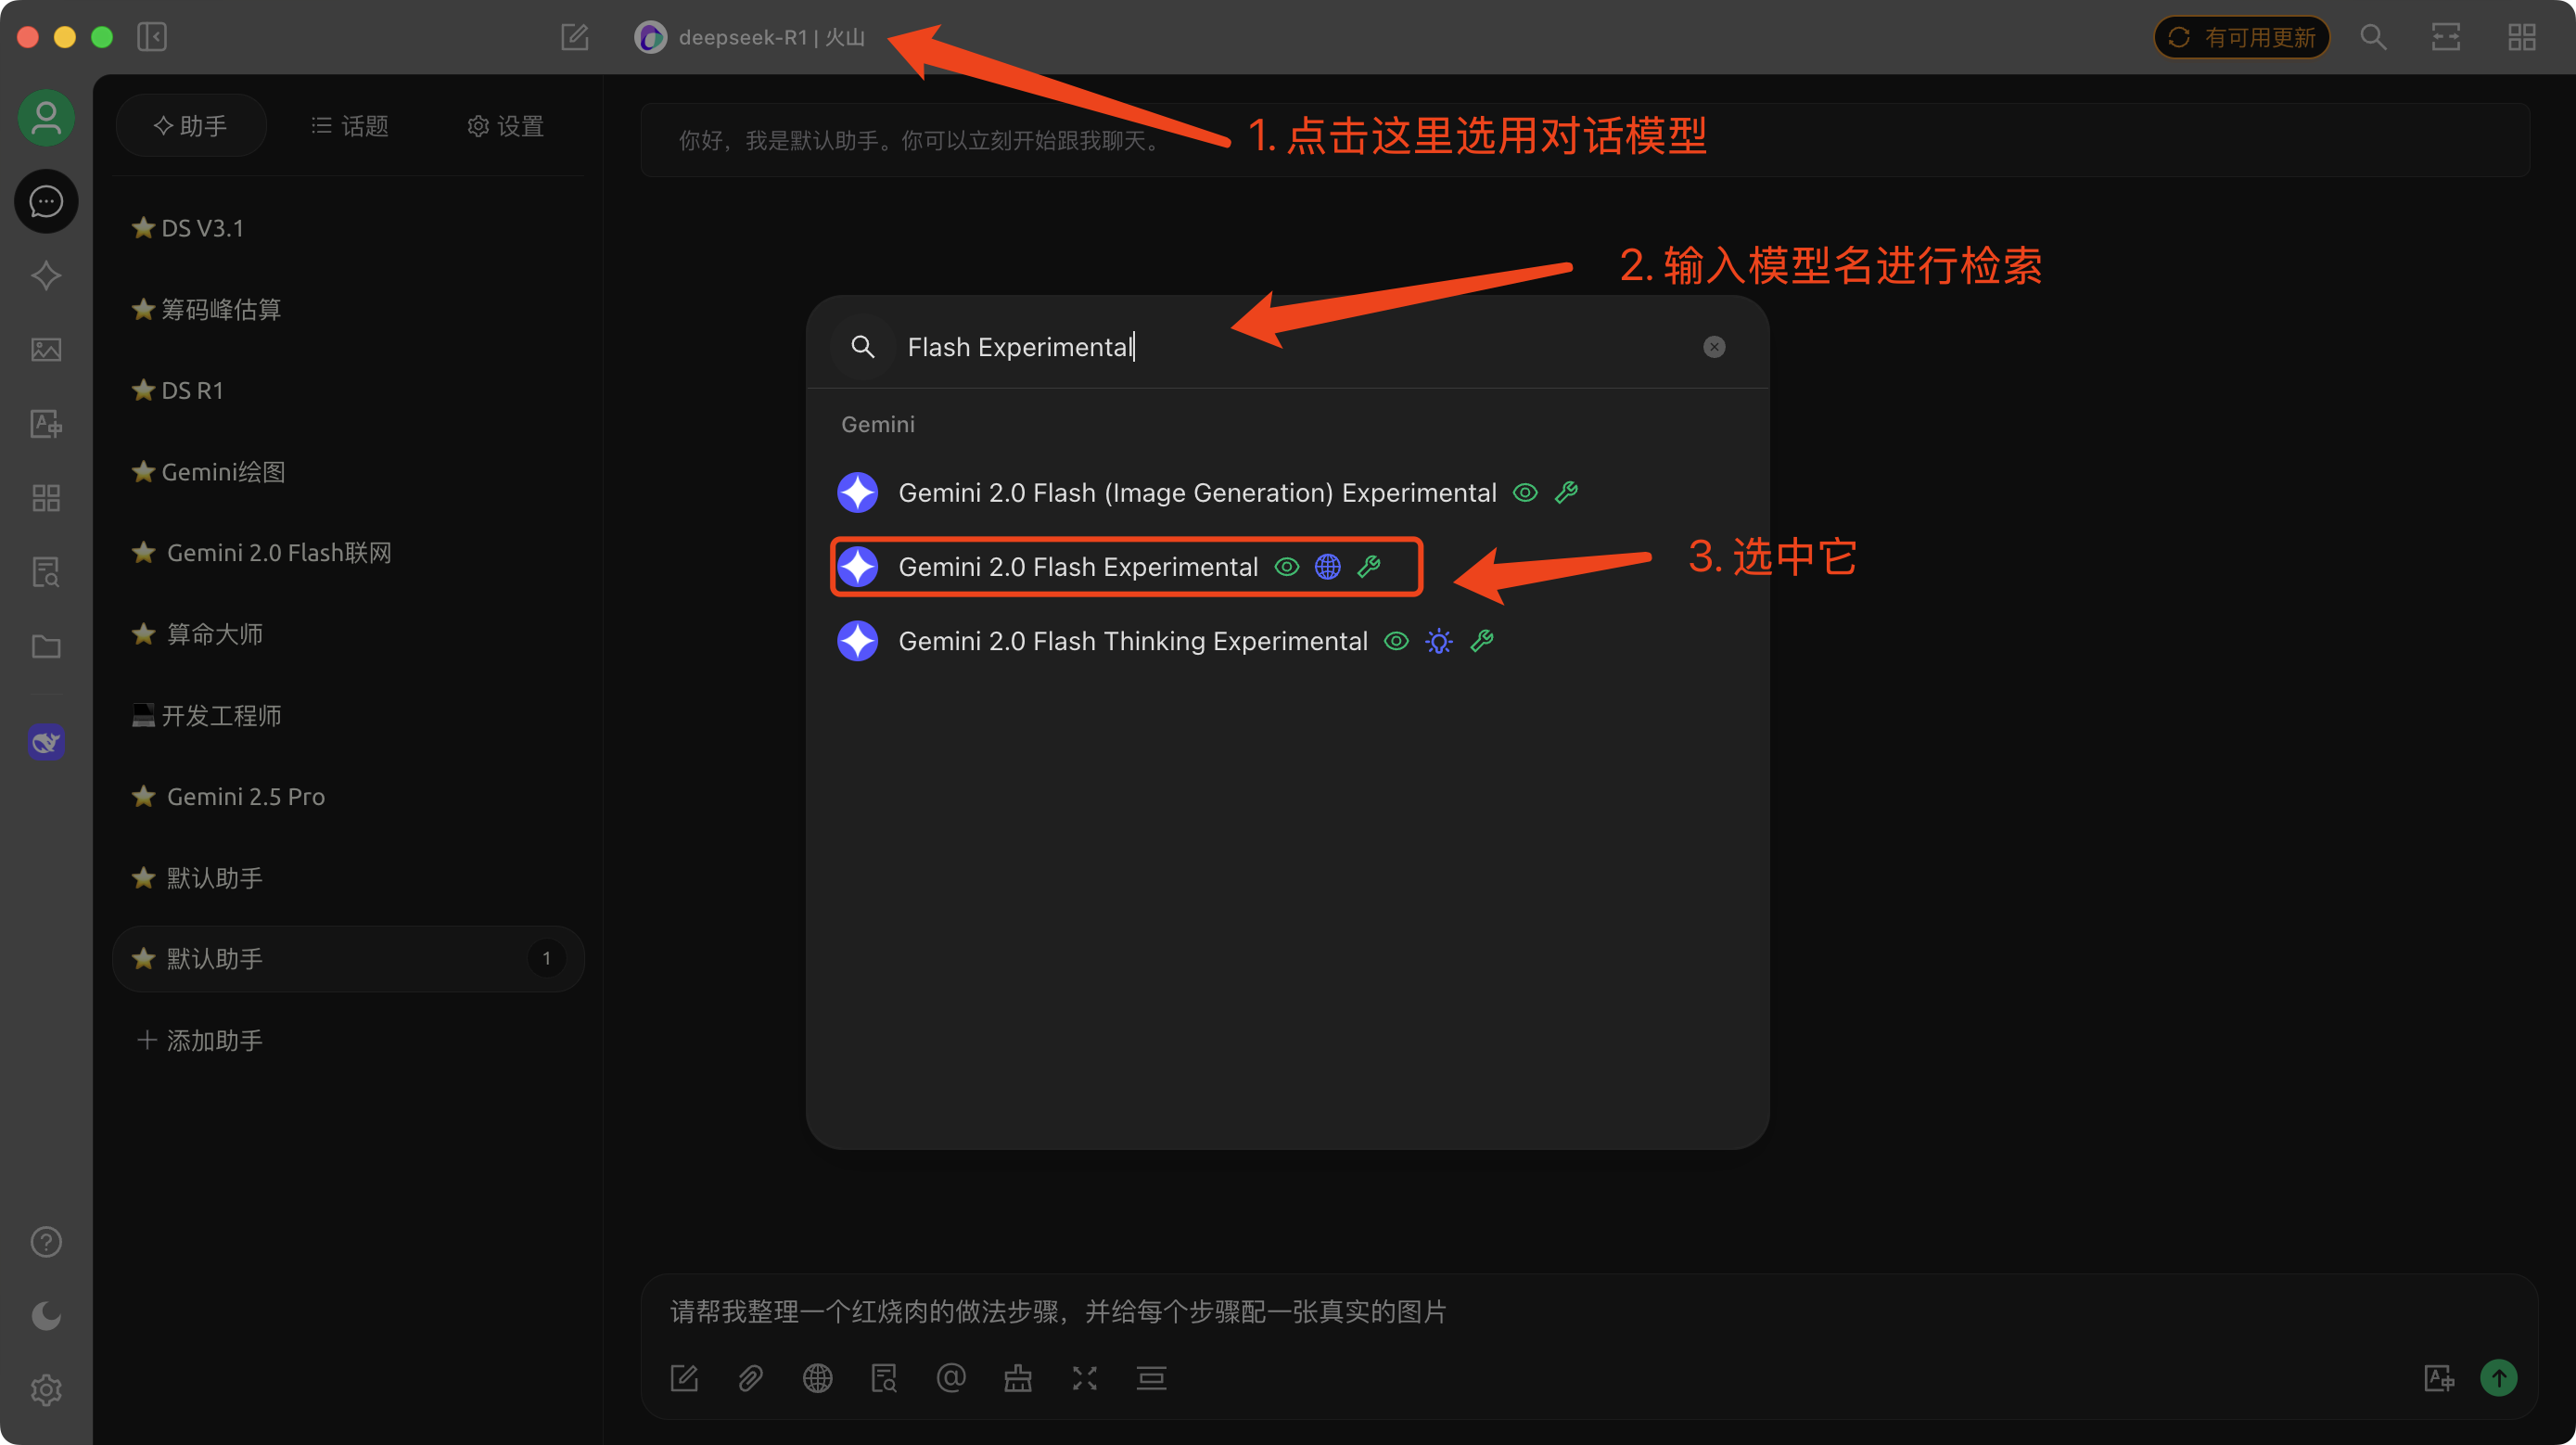 deepseek-R1 | 火山
有可用更新
助手
话题
设置
你好，我是默认助手。你可以立刻开始跟我聊天。
1. 点击这里选用对话模型
DS V3.1
筹码峰估算
DS R1
Gemini绘图
Gemini 2.0 Flash联网
算命大师
开发工程师
Gemini 2.5 Pro
默认助手
默认助手
1
添加助手
2. 输入模型名进行检索
Flash Experimental
Gemini
Gemini 2.0 Flash (Image Generation) Experimental
Gemini 2.0 Flash Experimental
3. 选中它
Gemini 2.0 Flash Thinking Experimental
请帮我整理一个红烧肉的做法步骤，并给每个步骤配一张真实的图片